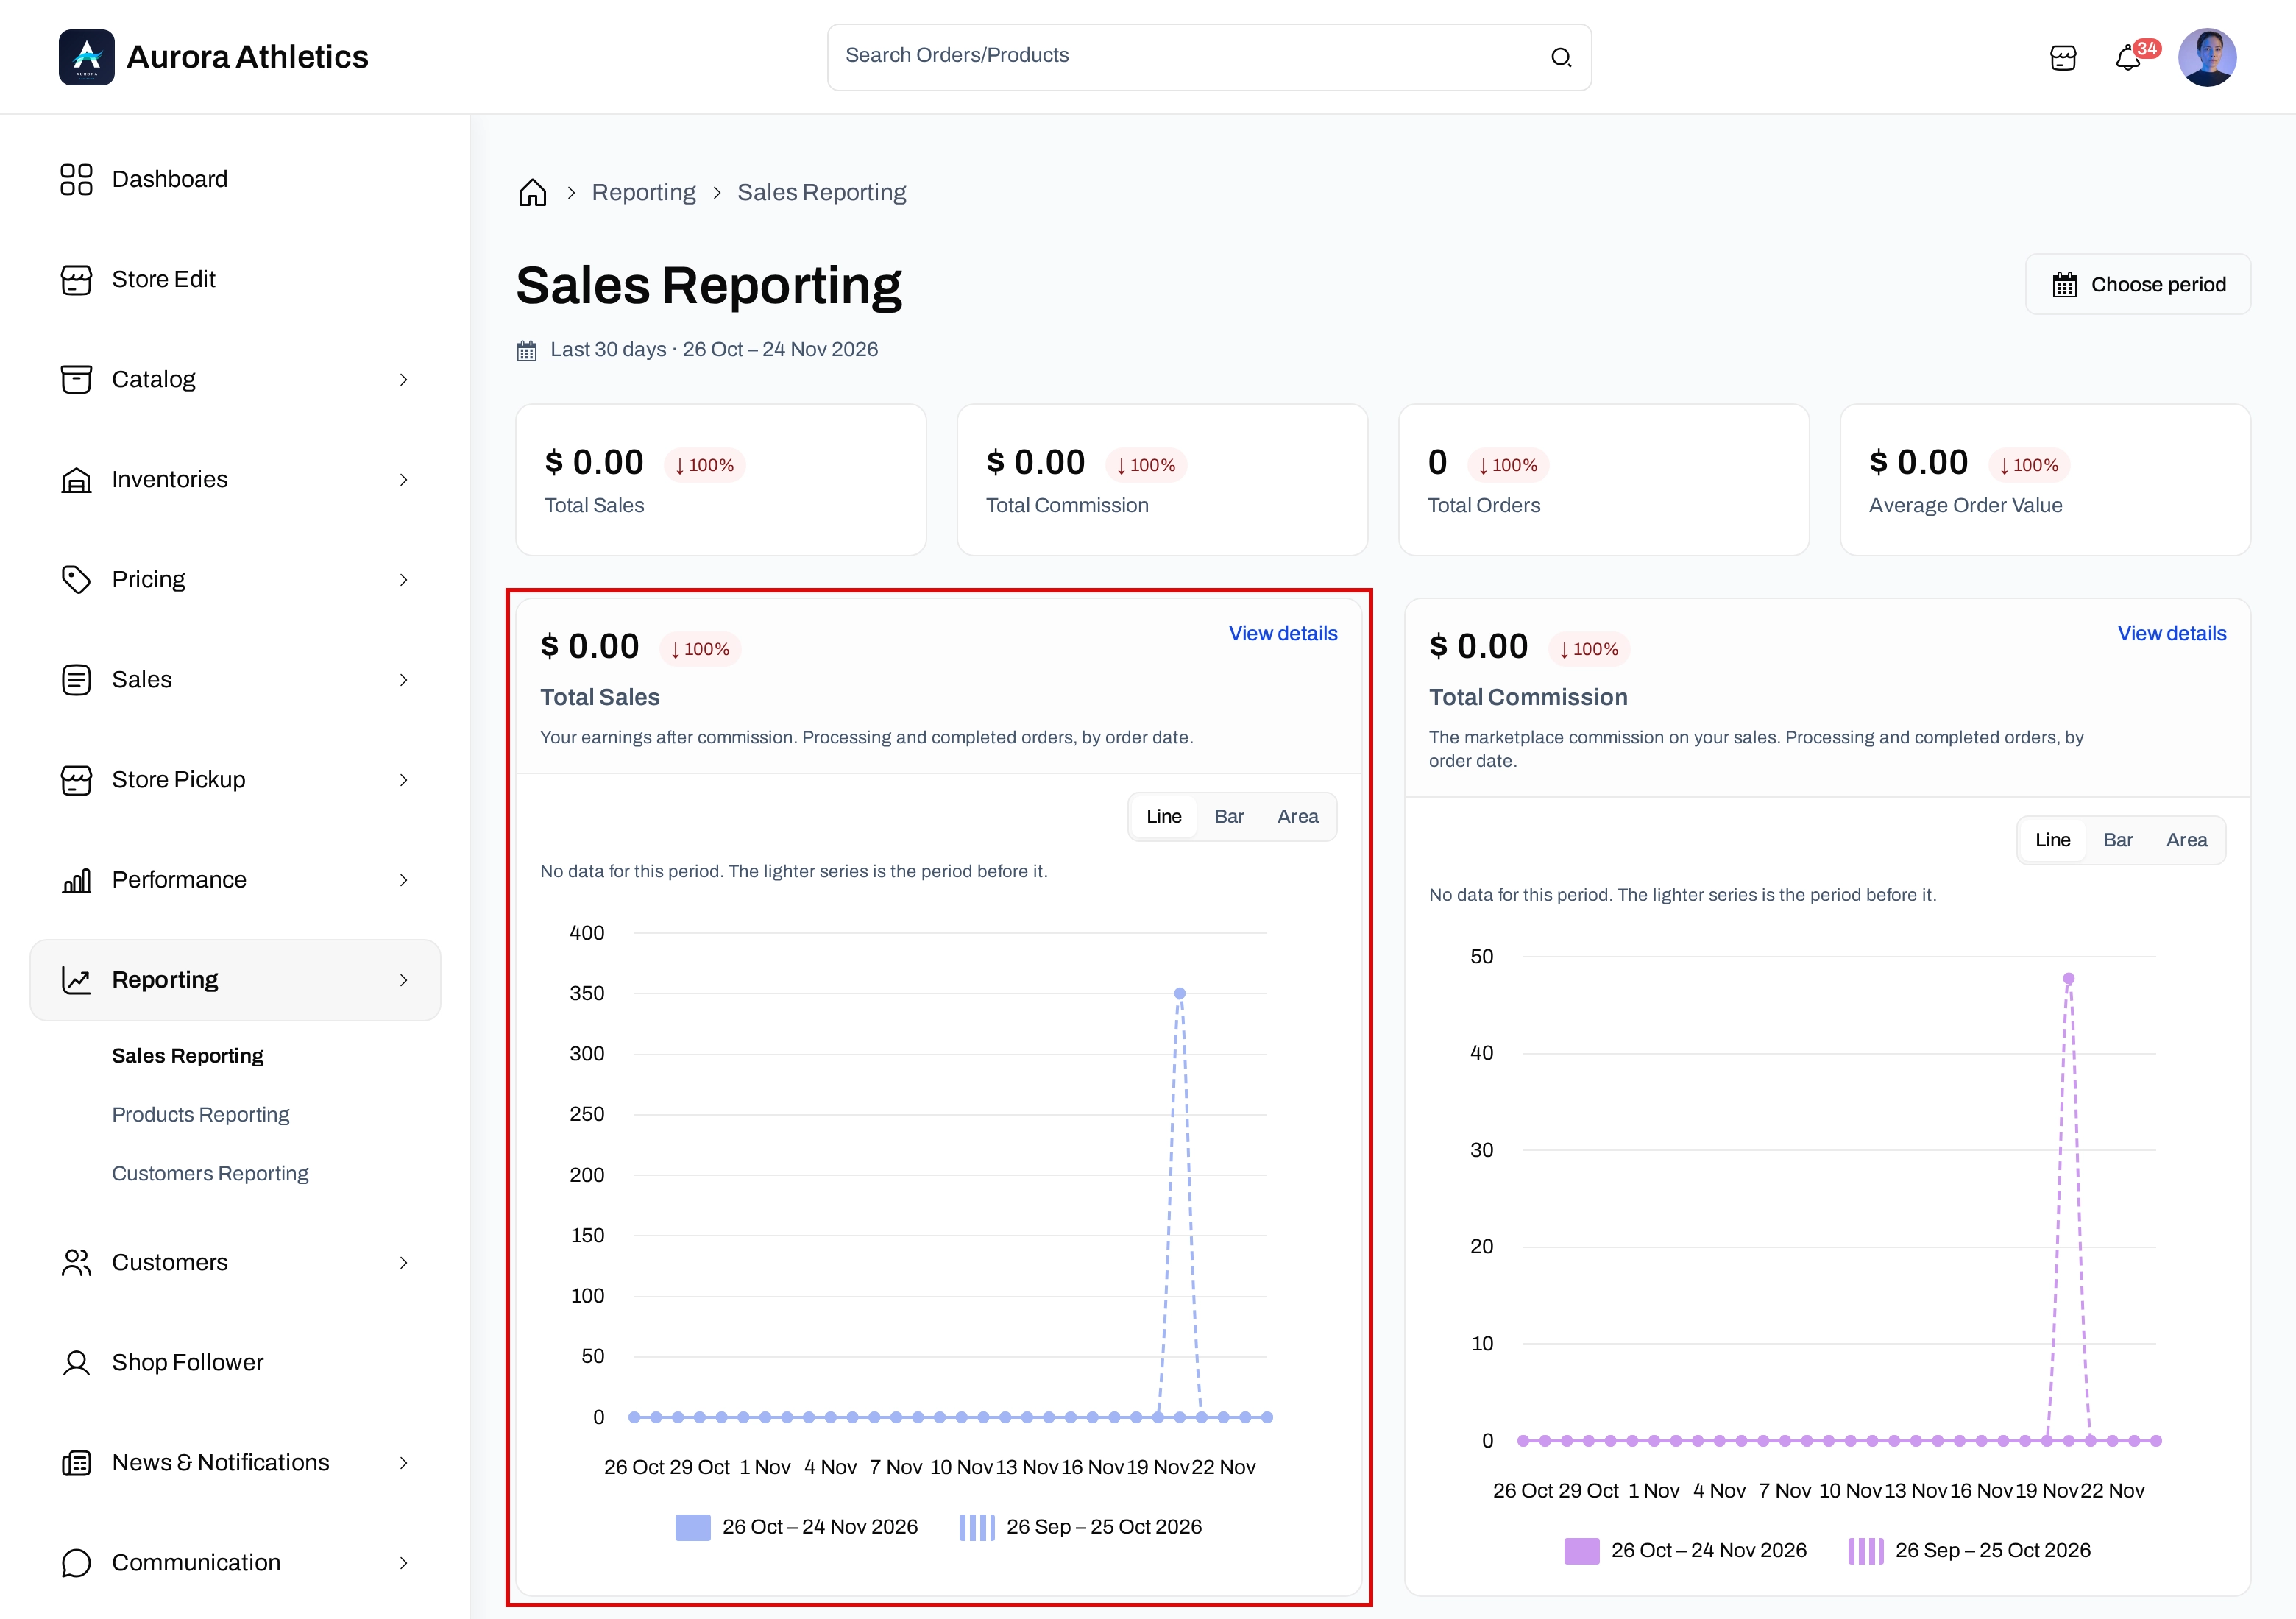 Aurora Athletics
Search Orders/Products
34
Dashboard
Store Edit
Catalog
Inventories
Pricing
Sales
Store Pickup
Performance
Reporting
Sales Reporting
Products Reporting
Customers Reporting
Customers
Shop Follower
News & Notifications
Communication
Reporting
Sales Reporting
Sales Reporting
Choose period
Last 30 days · 26 Oct – 24 Nov 2026
$ 0.00 ↓ 100%
Total Sales
$ 0.00 ↓ 100%
Total Commission
0 ↓ 100%
Total Orders
$ 0.00 ↓ 100%
Average Order Value
$ 0.00 ↓ 100%
View details
Total Sales
Your earnings after commission. Processing and completed orders, by order date.
Line Bar Area
No data for this period. The lighter series is the period before it.
400
350
300
250
200
150
100
50
0
26 Oct 29 Oct 1 Nov 4 Nov 7 Nov 10 Nov 13 Nov 16 Nov 19 Nov 22 Nov
26 Oct – 24 Nov 2026 26 Sep – 25 Oct 2026
$ 0.00 ↓ 100%
View details
Total Commission
The marketplace commission on your sales. Processing and completed orders, by
order date.
Line Bar Area
No data for this period. The lighter series is the period before it.
50
40
30
20
10
0
26 Oct 29 Oct 1 Nov 4 Nov 7 Nov 10 Nov 13 Nov 16 Nov 19 Nov 22 Nov
26 Oct – 24 Nov 2026 26 Sep – 25 Oct 2026